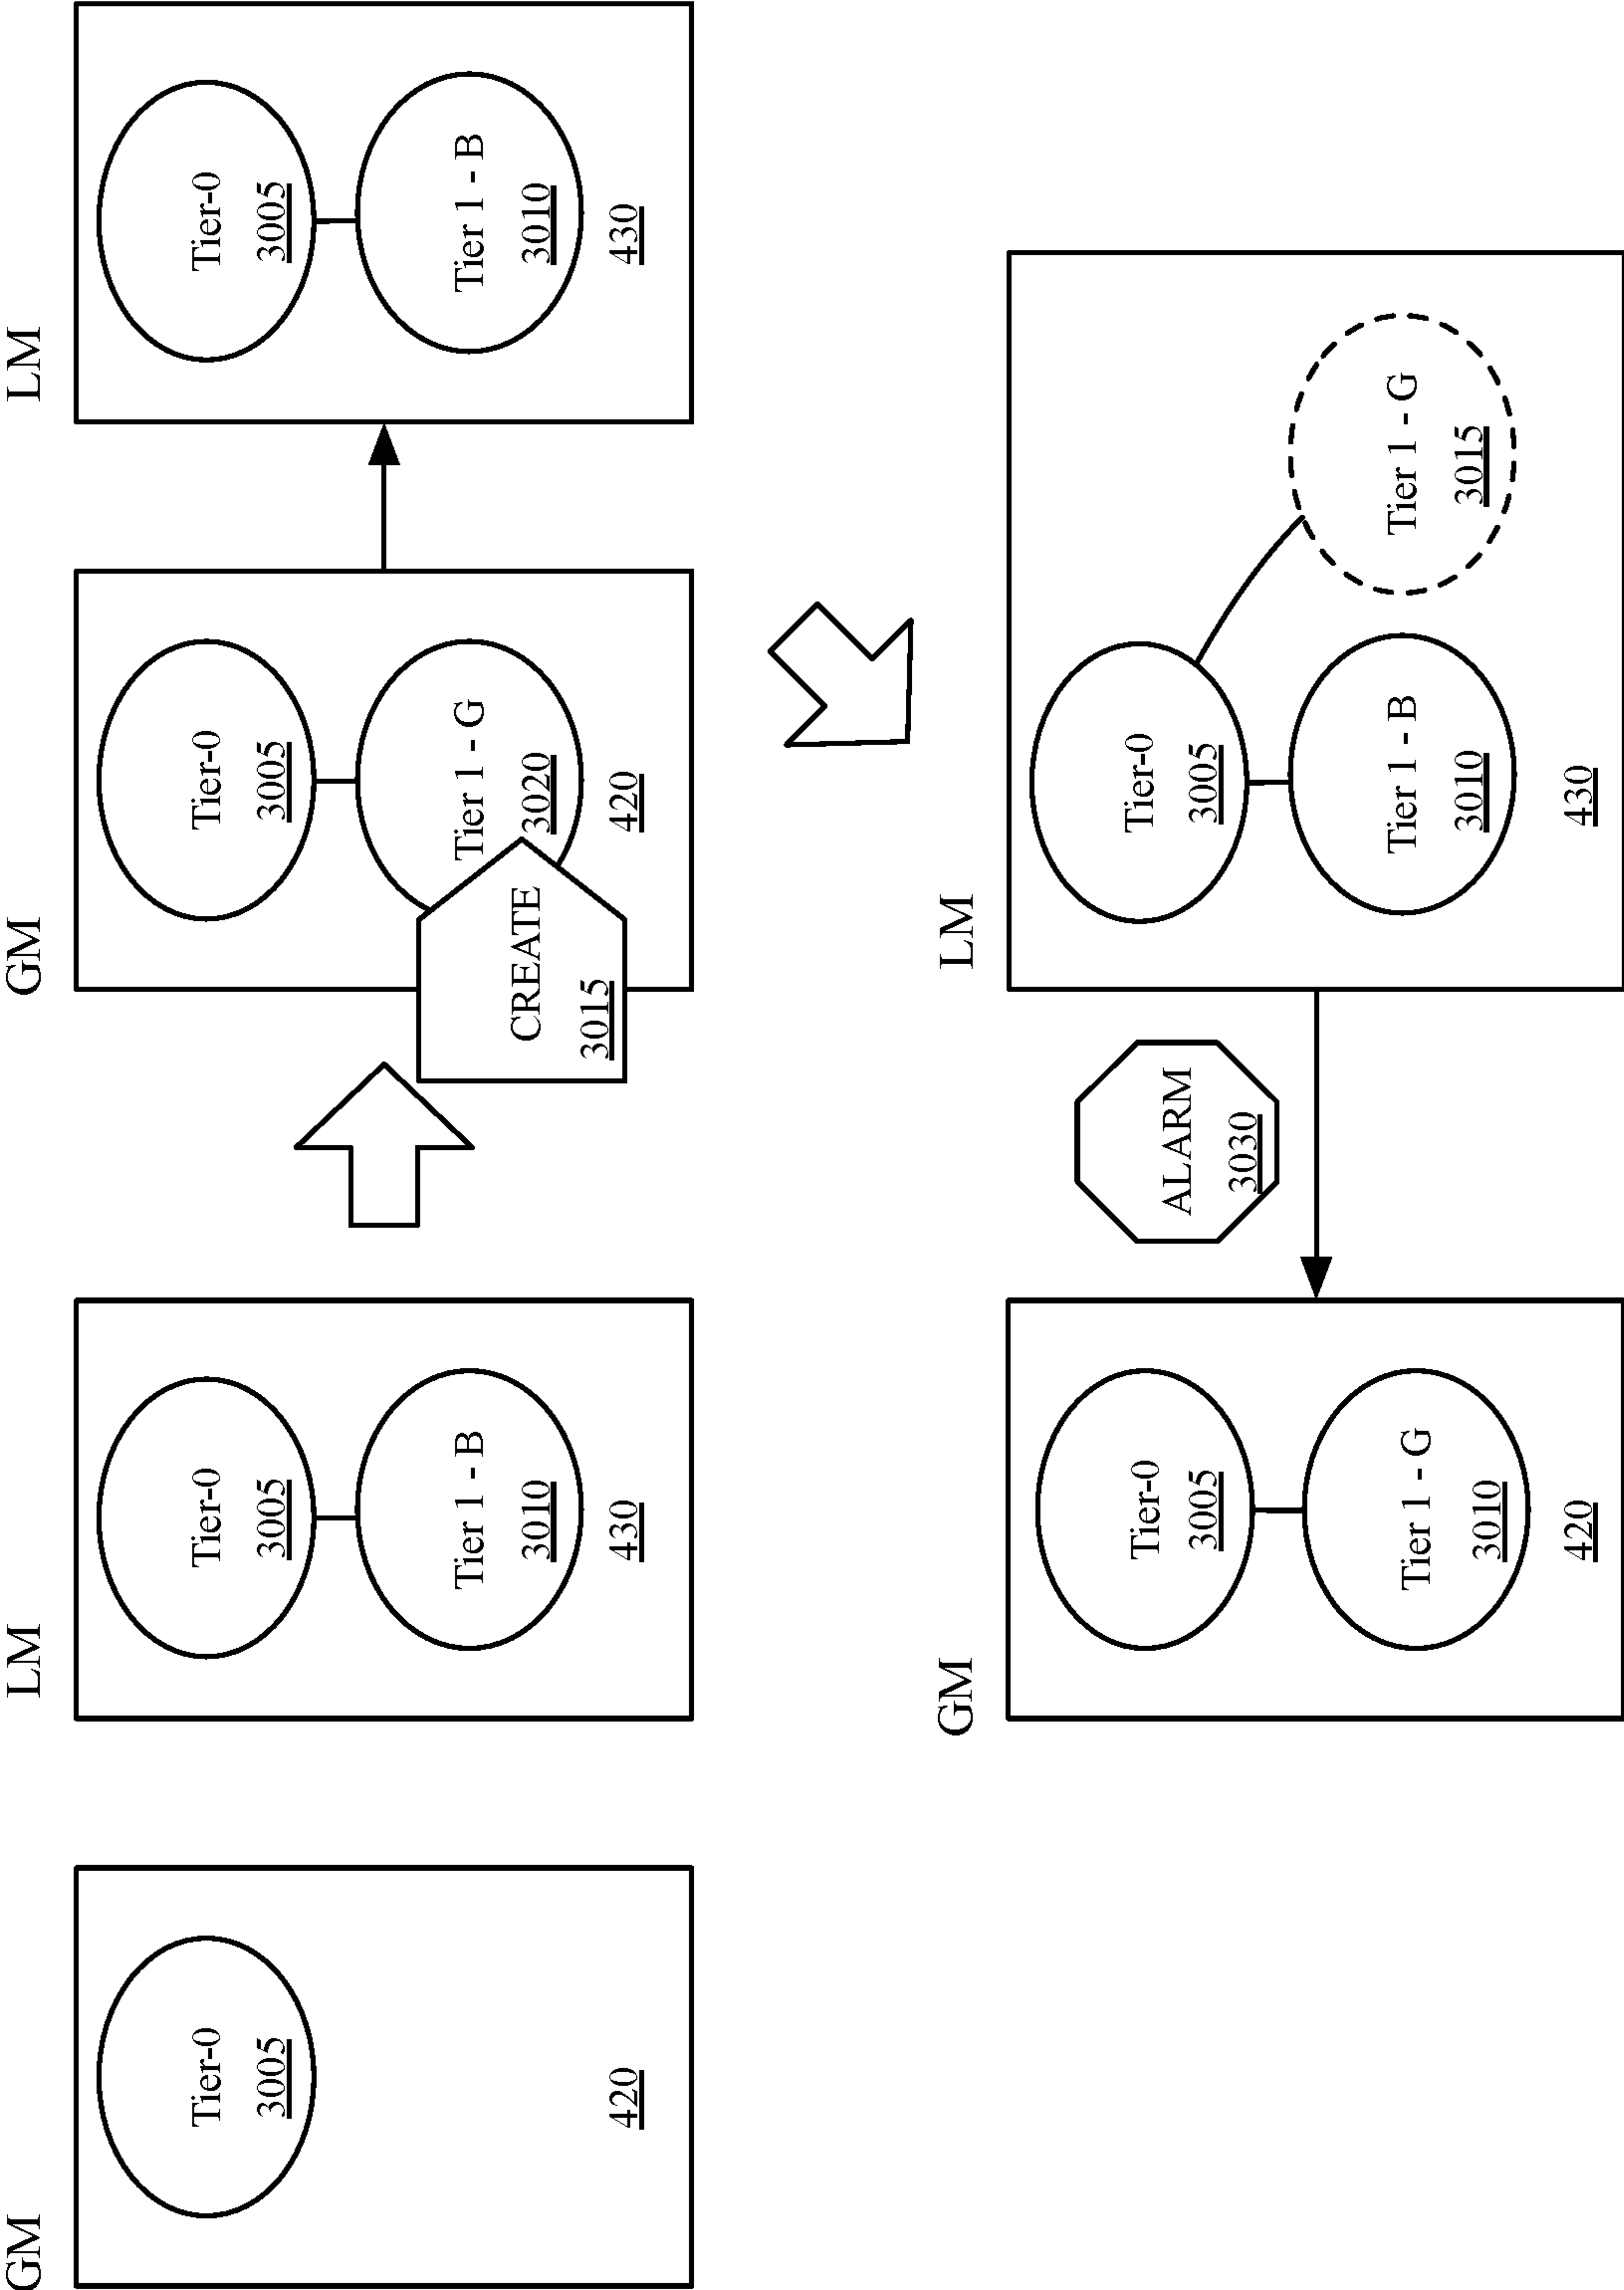 GM
Tier-0
3005
420
LM
Tier-0
3005
Tier 1 - B
3010
430
GM
Tier-0
3005
Tier 1 - G
3020
420
CREATE
3015
LM
Tier-0
3005
Tier 1 - B
3010
430
GM
Tier-0
3005
Tier 1 - G
3010
420
ALARM
3030
LM
Tier-0
3005
Tier 1 - B
3010
430
Tier 1 - G
3015